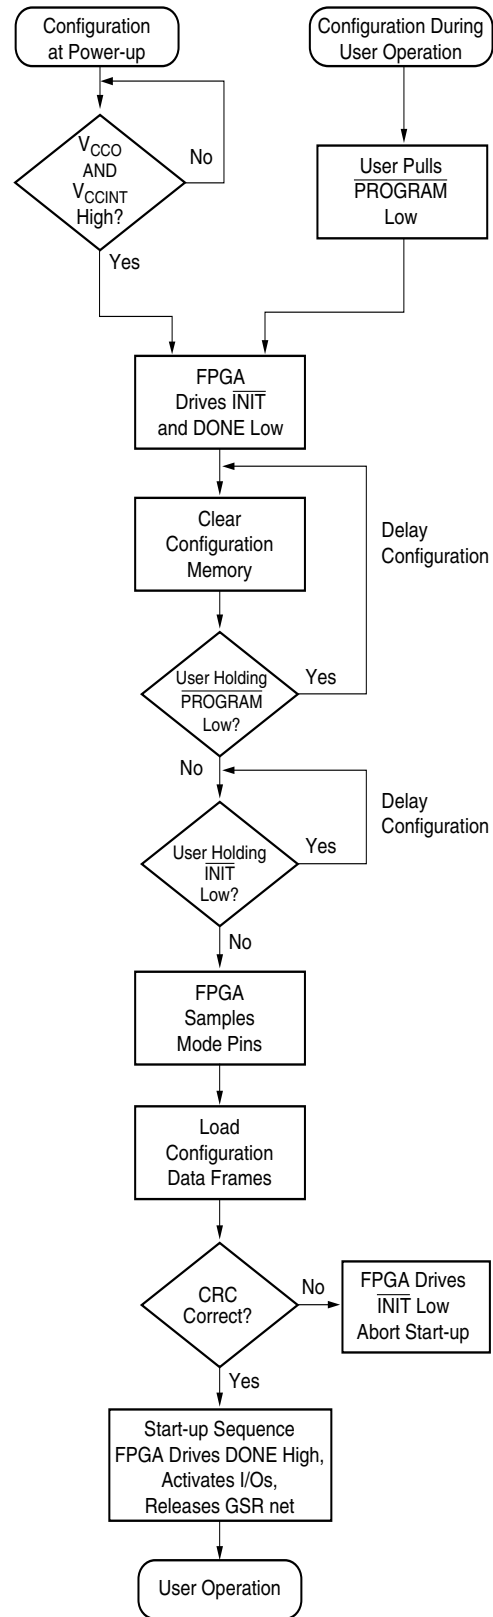 Configuration
at Power-up
Configuration During
User Operation
No
VCCO
AND
VCCINT
High?
Yes
User Pulls
PROGRAM
Low
FPGA
Drives INIT
and DONE Low
Clear
Configuration
Memory
Delay
Configuration
User Holding
PROGRAM
Low?
Yes
No
Delay
Configuration
User Holding
INIT
Low?
Yes
No
FPGA
Samples
Mode Pins
Load
Configuration
Data Frames
CRC
Correct?
No
FPGA Drives
INIT Low
Abort Start-up
Yes
Start-up Sequence
FPGA Drives DONE High,
Activates I/Os,
Releases GSR net
User Operation